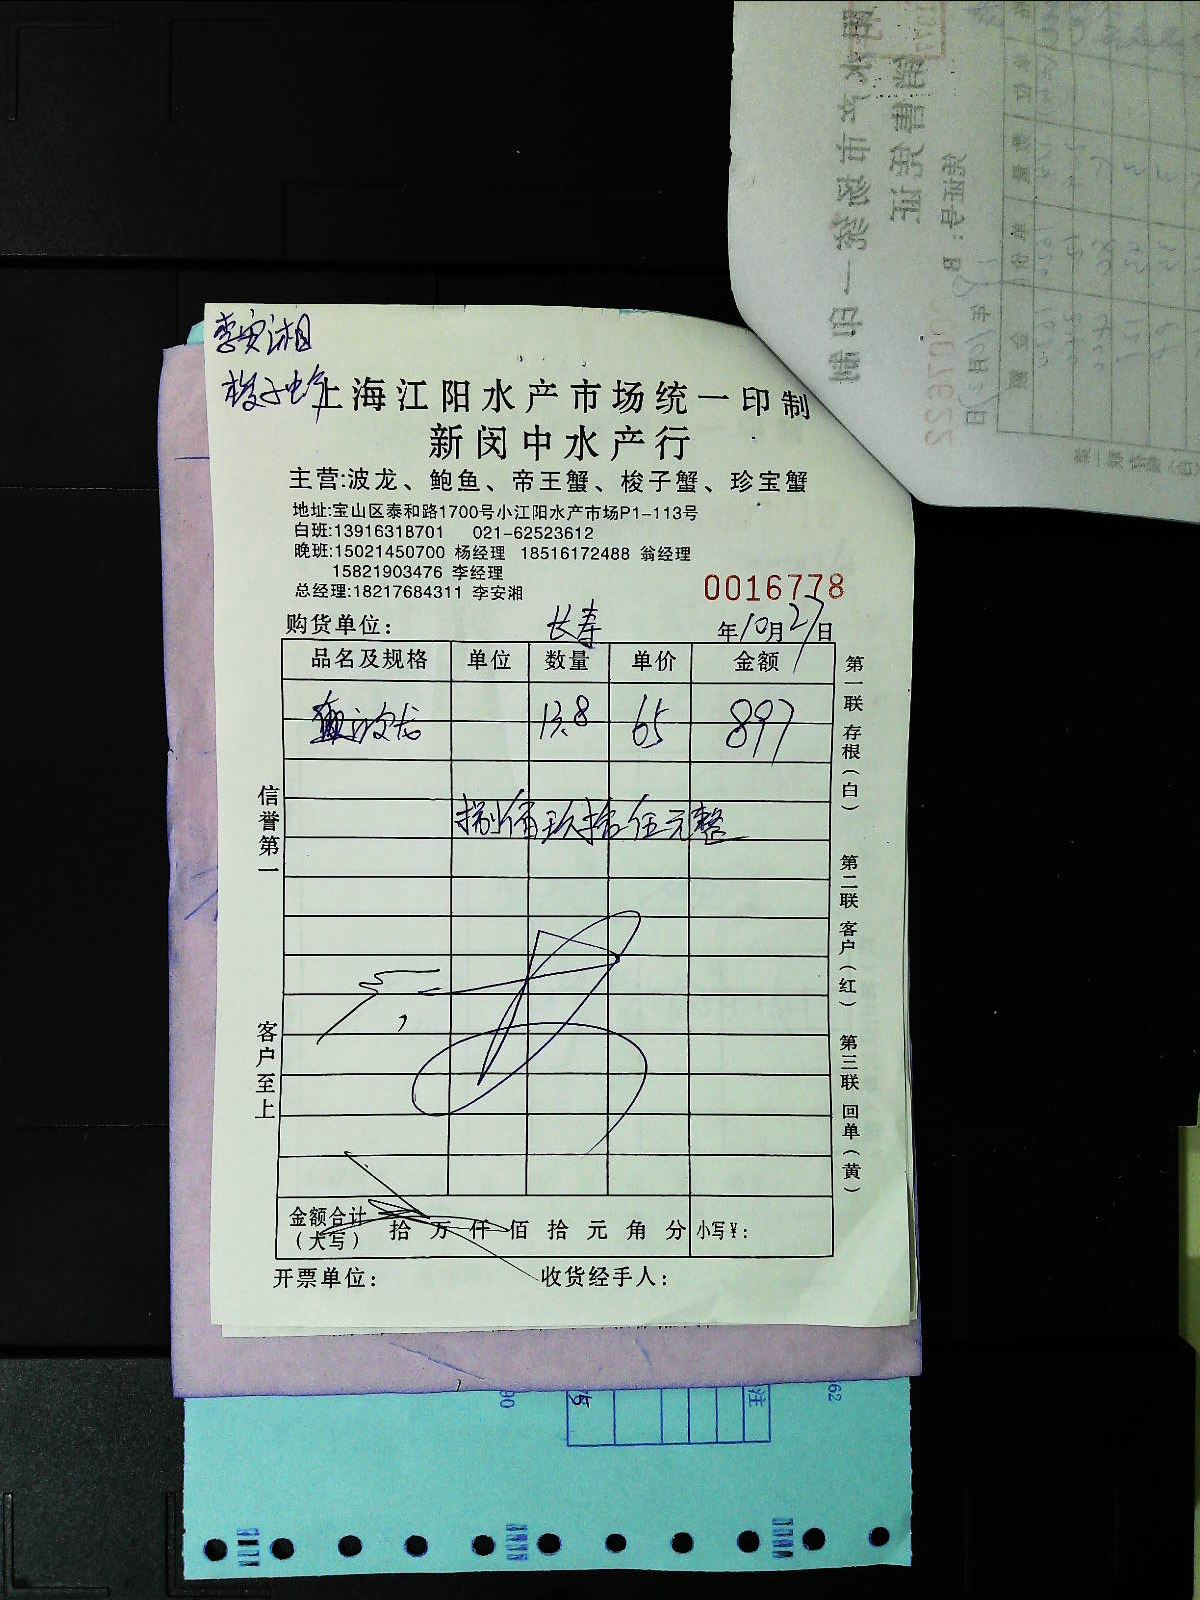 李安湘
梭子蟹
上海江阳水产市场统一印制
新闵中水产行
主营:波龙、鲍鱼、帝王蟹、梭子蟹、珍宝蟹
地址:宝山区泰和路1700号小江阳水产市场P1-113号
白班:13916318701 021-62523612
晚班:15021450700 杨经理 18516172488 翁经理
15821903476 李经理
总经理:18217684311 李安湘
0016778
购货单位: 长寿 年10月27日
品名及规格 单位 数量 单价 金额
波龙 13.8 65 897
捌佰玖拾伍元整
信誉第一
客户至上
第一联 存根(白)
第二联 客户(红)
第三联 回单(黄)
金额合计(大写) 拾 万 仟 佰 拾 元 角 分 小写¥:
开票单位: 收货经手人: